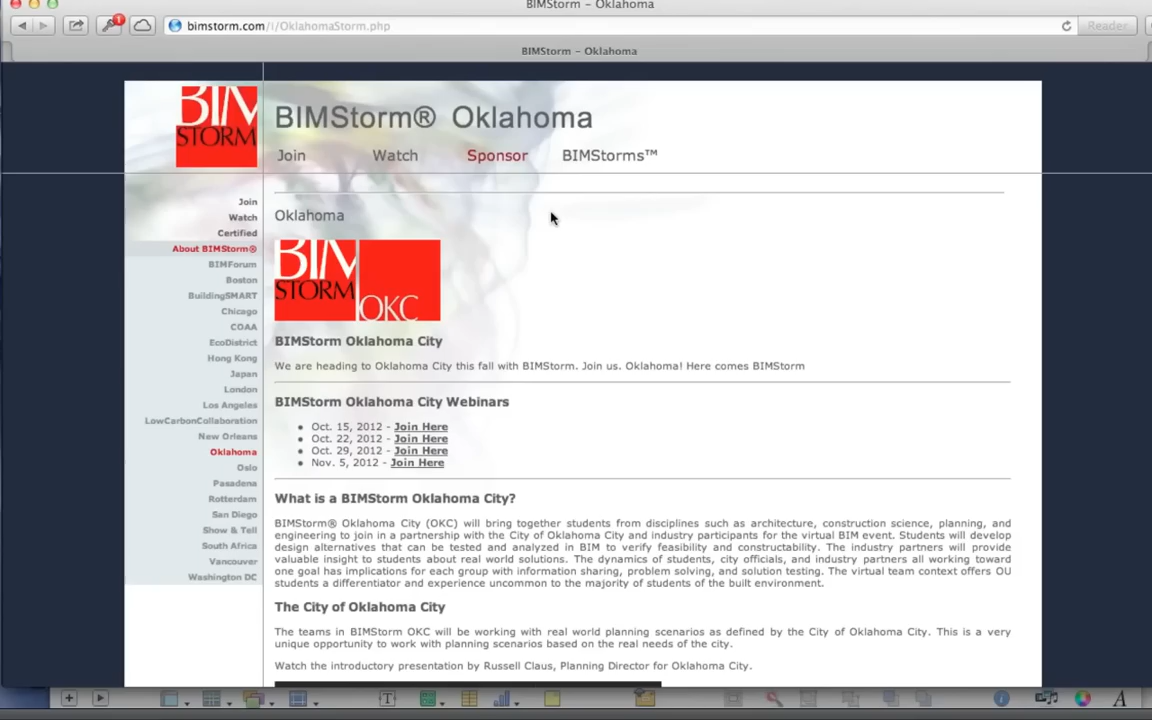 BIMStorm – Oklahoma
1
bimstorm.com/i/OklahomaStorm.php
Reader
BIMStorm – Oklahoma
BIM
STORM
BIMStorm® Oklahoma
Join Watch Sponsor BIMStorms™
Join
Watch
Certified
About BIMStorm®
BIMForum
Boston
BuildingSMART
Chicago
COAA
EcoDistrict
Hong Kong
Japan
London
Los Angeles
LowCarbonCollaboration
New Orleans
Oklahoma
Oslo
Pasadena
Rotterdam
San Diego
Show & Tell
South Africa
Vancouver
Washington DC
Oklahoma
BIM
STORM
OKC
BIMStorm Oklahoma City
We are heading to Oklahoma City this fall with BIMStorm. Join us. Oklahoma! Here comes BIMStorm
BIMStorm Oklahoma City Webinars
• Oct. 15, 2012 - Join Here
• Oct. 22, 2012 - Join Here
• Oct. 29, 2012 - Join Here
• Nov. 5, 2012 - Join Here
What is a BIMStorm Oklahoma City?
BIMStorm® Oklahoma City (OKC) will bring together students from disciplines such as architecture, construction science, planning, and
engineering to join in a partnership with the City of Oklahoma City and industry participants for the virtual BIM event. Students will develop
design alternatives that can be tested and analyzed in BIM to verify feasibility and constructability. The industry partners will provide
valuable insight to students about real world solutions. The dynamics of students, city officials, and industry partners all working toward
one goal has implications for each group with information sharing, problem solving, and solution testing. The virtual team context offers OU
students a differentiator and experience uncommon to the majority of students of the built environment.
The City of Oklahoma City
The teams in BIMStorm OKC will be working with real world planning scenarios as defined by the City of Oklahoma City. This is a very
unique opportunity to work with planning scenarios based on the real needs of the city.
Watch the introductory presentation by Russell Claus, Planning Director for Oklahoma City.